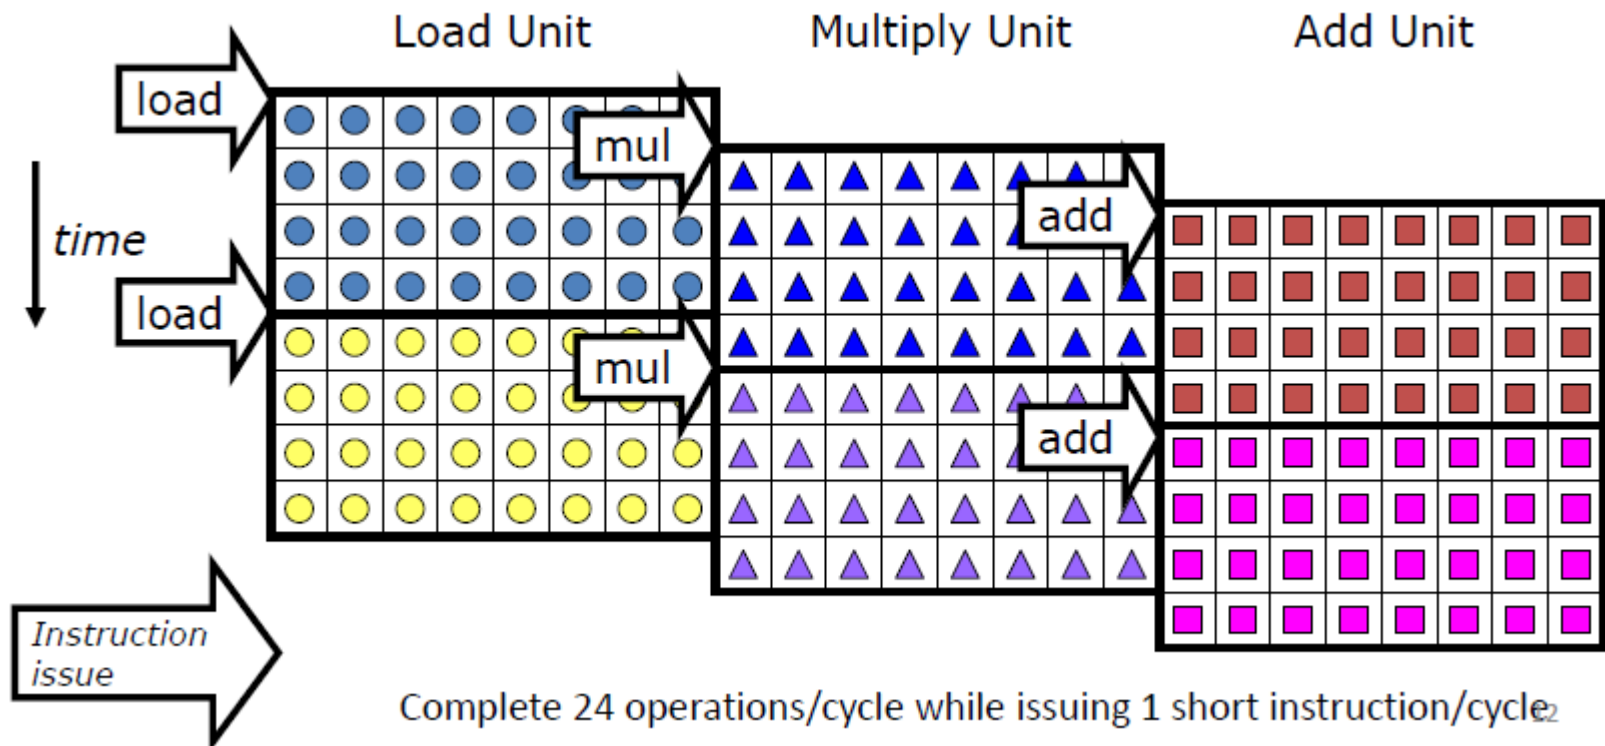 Load Unit
Multiply Unit
Add Unit
load
mul
add
time
load
mul
add
Instruction
issue
Complete 24 operations/cycle while issuing 1 short instruction/cycle